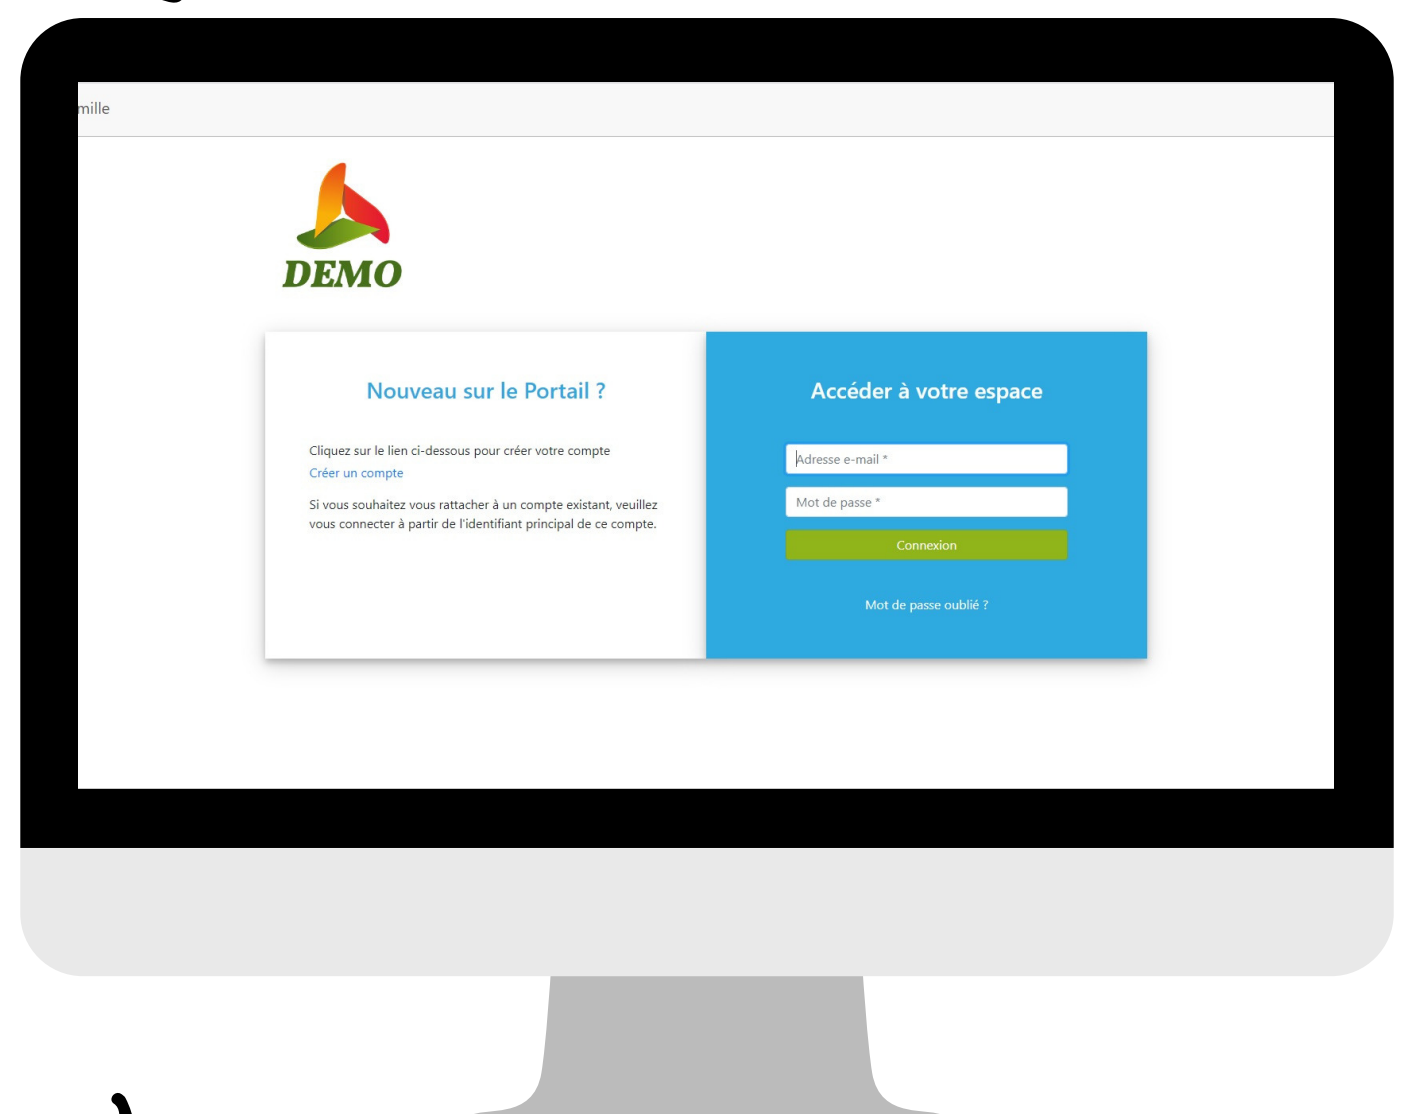 mille
DEMO
Nouveau sur le Portail ?
Cliquez sur le lien ci-dessous pour créer votre compte
Créer un compte
Si vous souhaitez vous rattacher à un compte existant, veuillez
vous connecter à partir de l'identifiant principal de ce compte.
Accéder à votre espace
Adresse e-mail *
Mot de passe *
Connexion
Mot de passe oublié ?